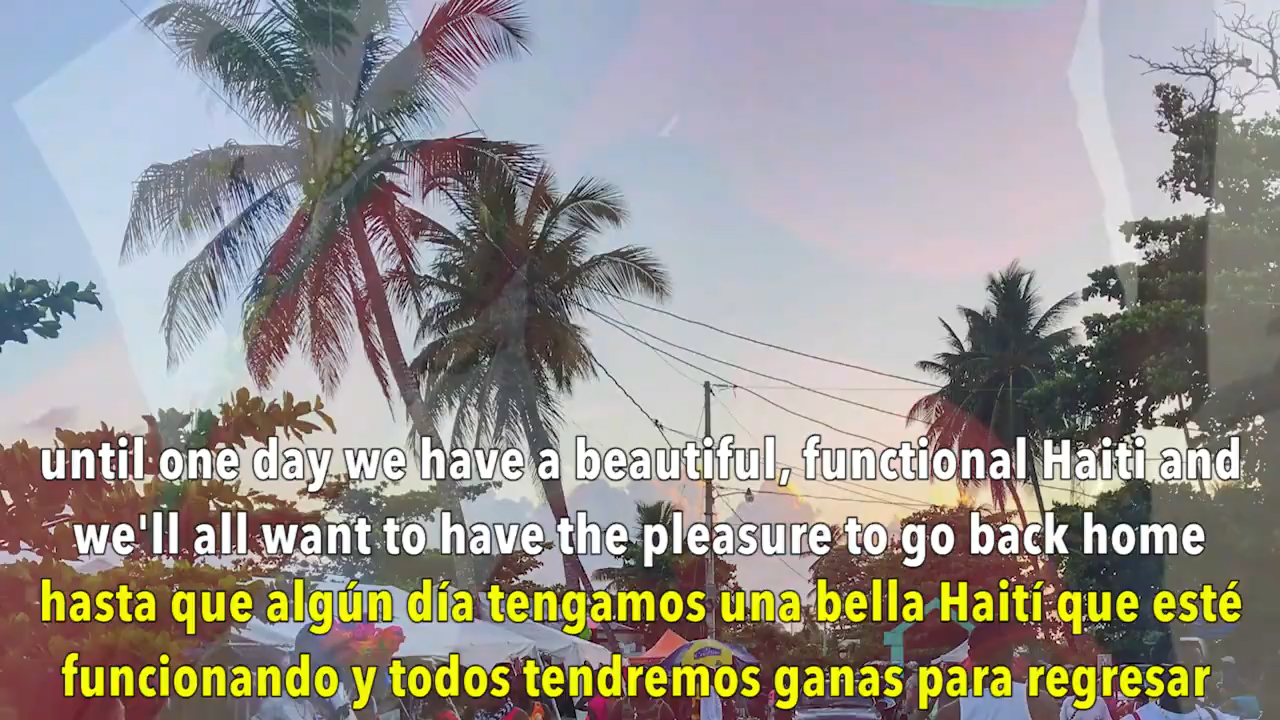 until one day we have a beautiful, functional Haiti and
we'll all want to have the pleasure to go back home
hasta que algún día tengamos una bella Haití que esté
funcionando y todos tendremos ganas para regresar